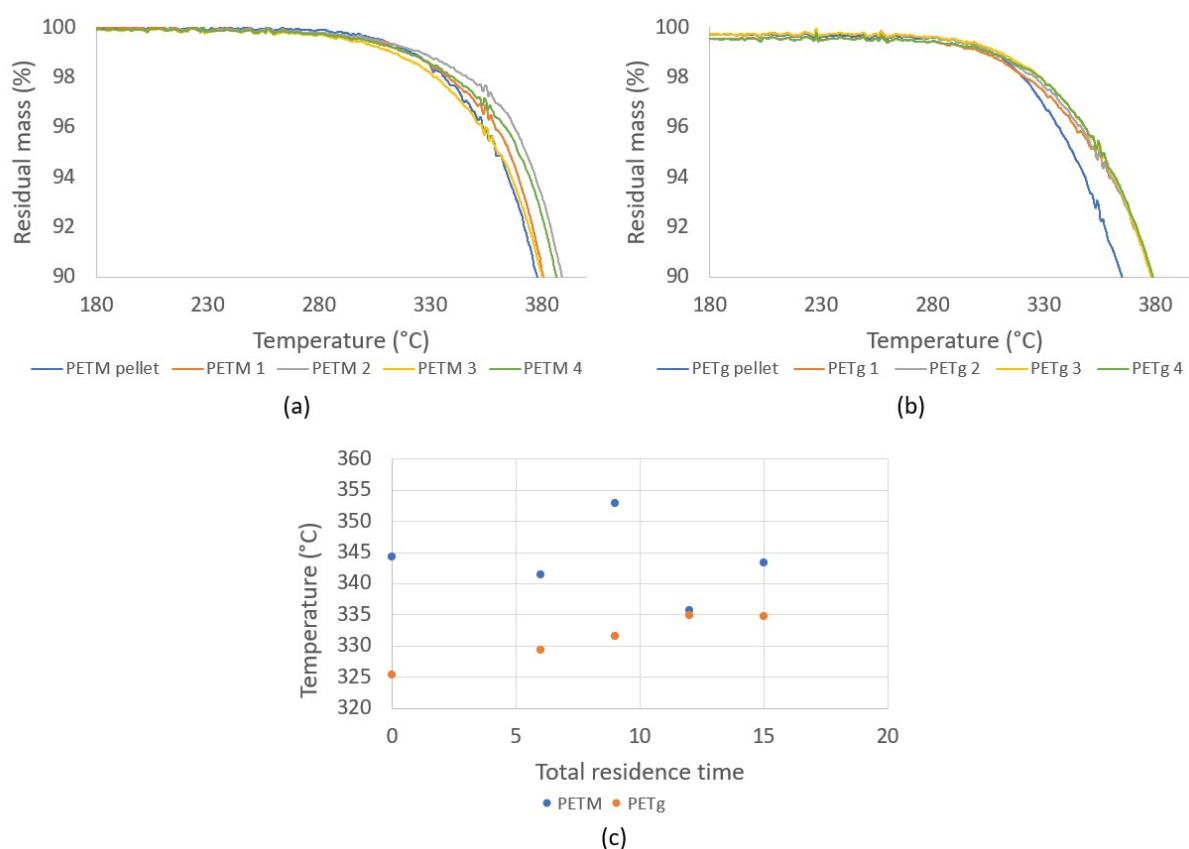 100
98
96
94
92
90
Residual mass (%)
180 230 280 330 380
Temperature (°C)
PETM pellet PETM 1 PETM 2 PETM 3 PETM 4
(a)
100
98
96
94
92
90
Residual mass (%)
180 230 280 330 380
Temperature (°C)
PETg pellet PETg 1 PETg 2 PETg 3 PETg 4
(b)
360
355
350
345
340
335
330
325
320
Temperature (°C)
0 5 10 15 20
Total residence time
PETM PETg
(c)